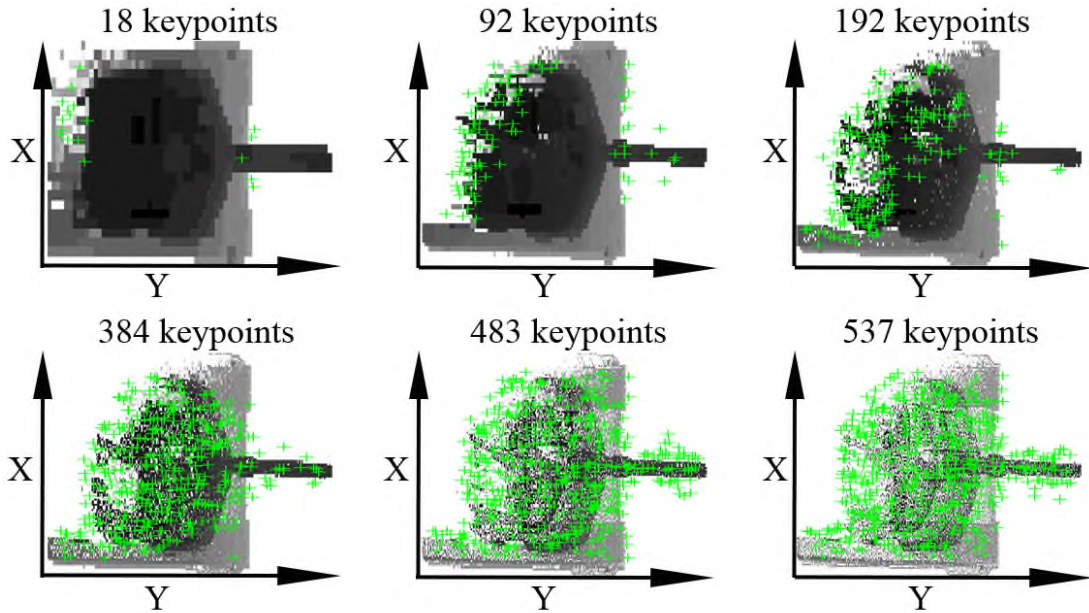 18 keypoints
92 keypoints
192 keypoints
X
X
X
Y
Y
Y
384 keypoints
483 keypoints
537 keypoints
X
X
X
Y
Y
Y